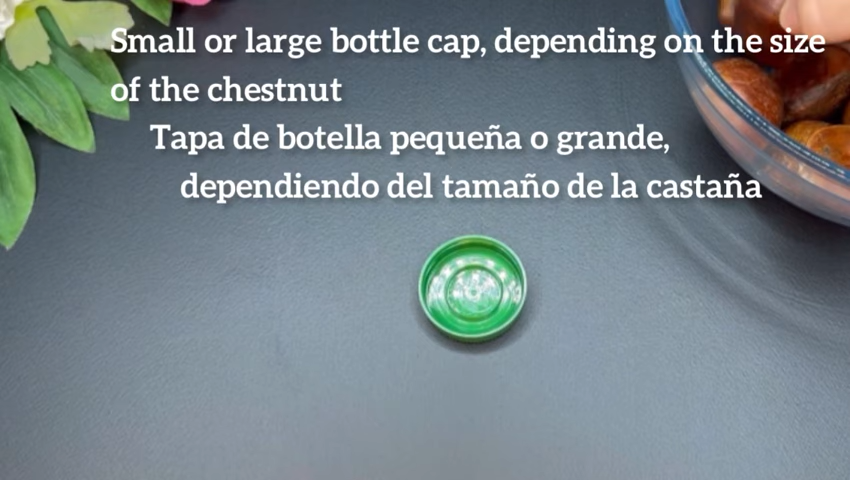 Small or large bottle cap, depending on the size
of the chestnut
Tapa de botella pequeña o grande,
dependiendo del tamaño de la castaña